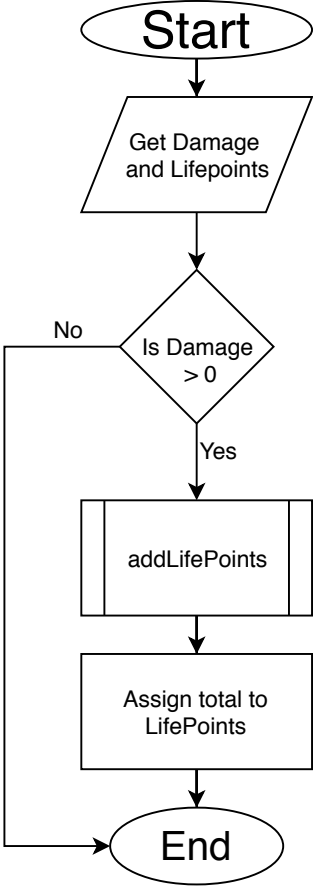 Start
Get Damage
and Lifepoints
Is Damage
> 0
No
Yes
addLifePoints
Assign total to
LifePoints
End